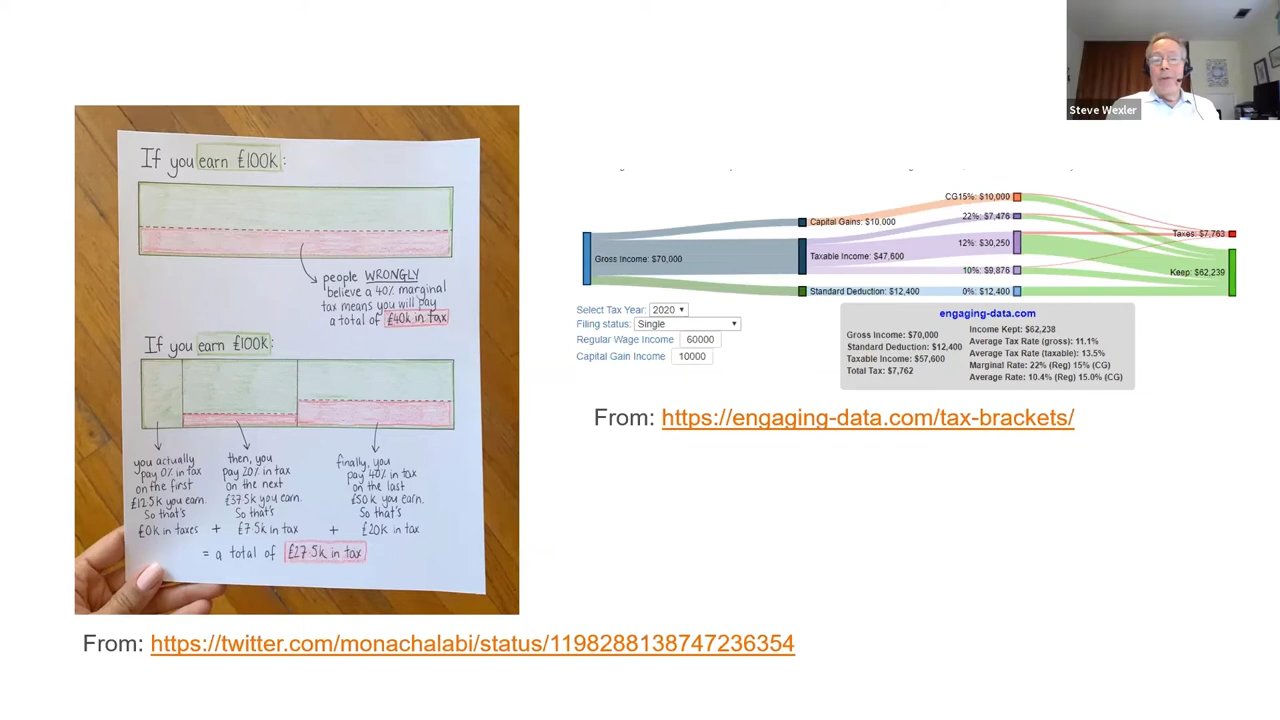 Steve Wexler
If you earn £100k:
people WRONGLY
believe a 40% marginal
tax means you will pay
a total of £40k in tax
If you earn £100k:
you actually
pay 0% in tax
on the first
£12.5k you earn.
So that's
£0k in taxes
+
then, you
pay 20% in tax
on the next
£37.5k you earn.
So that's
£7.5k in tax
+
finally, you
pay 40% in tax
on the last
£50k you earn.
So that's
£20k in tax
= a total of £27.5k in tax
From: https://twitter.com/monachalabi/status/1198288138747236354
Gross Income: $70,000
Capital Gains: $10,000
Taxable Income: $47,600
Standard Deduction: $12,400
CG15%: $10,000
22%: $7,476
12%: $30,250
10%: $9,876
0%: $12,400
Taxes: $7,763
Keep: $62,239
Select Tax Year: 2020
Filing status: Single
Regular Wage Income 60000
Capital Gain Income 10000
engaging-data.com
Gross Income: $70,000
Standard Deduction: $12,400
Taxable Income: $57,600
Total Tax: $7,762
Income Kept: $62,238
Average Tax Rate (gross): 11.1%
Average Tax Rate (taxable): 13.5%
Marginal Rate: 22% (Reg) 15% (CG)
Average Rate: 10.4% (Reg) 15.0% (CG)
From: https://engaging-data.com/tax-brackets/